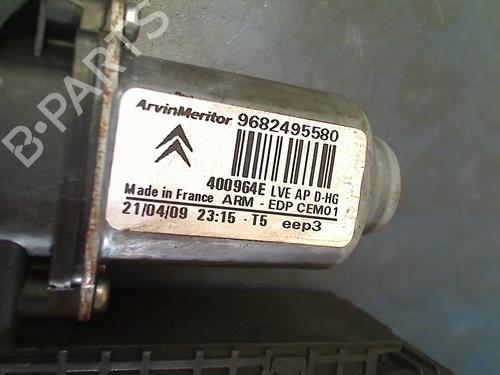 B-PARTS
ArvinMeritor 9682495580
400964E LVE AP D-HG
Made in France ARM - EDP CEM01
21/04/09 23:15 - T5 eep3